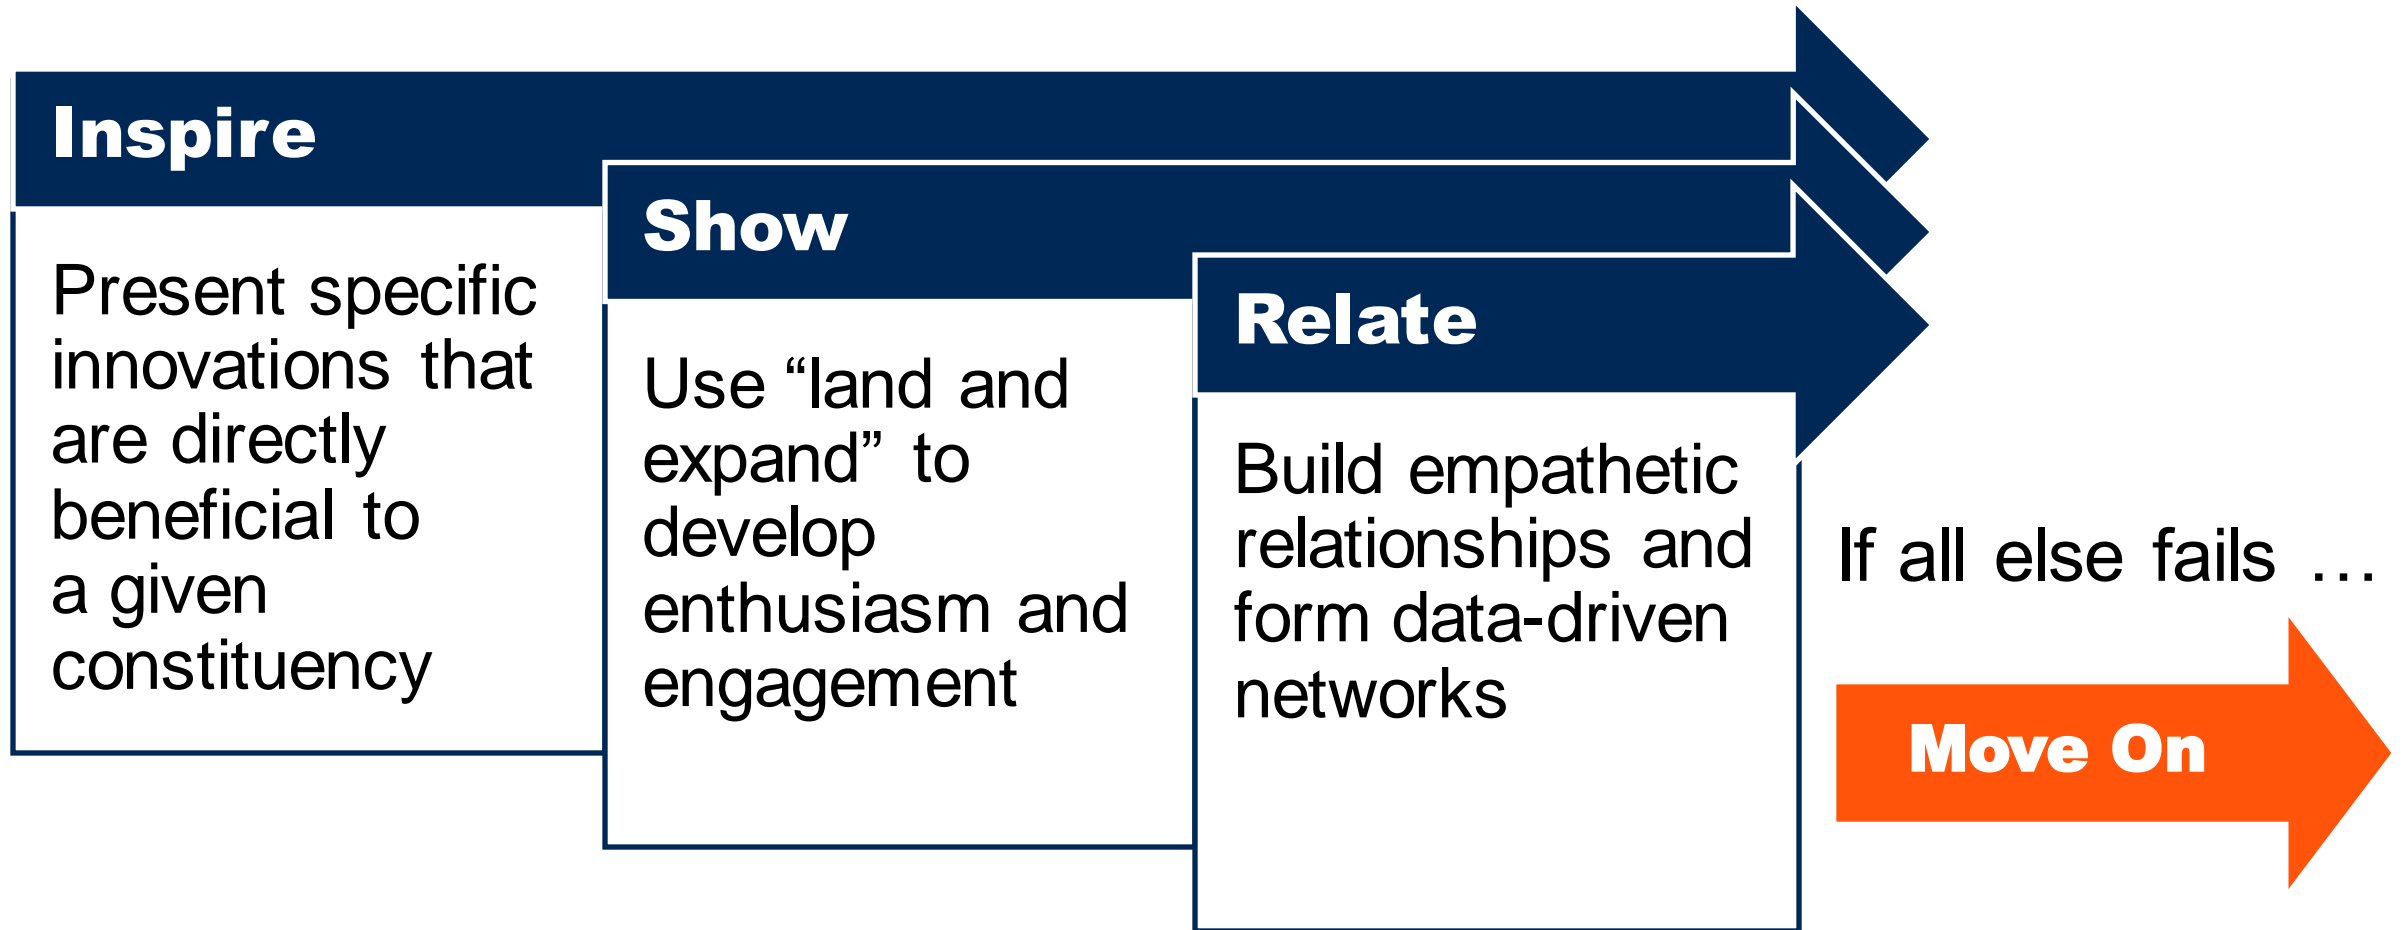 Inspire
Present specific
innovations that
are directly
beneficial to
a given
constituency
Show
Use “land and
expand” to
develop
enthusiasm and
engagement
Relate
Build empathetic
relationships and
form data-driven
networks
If all else fails …
Move On